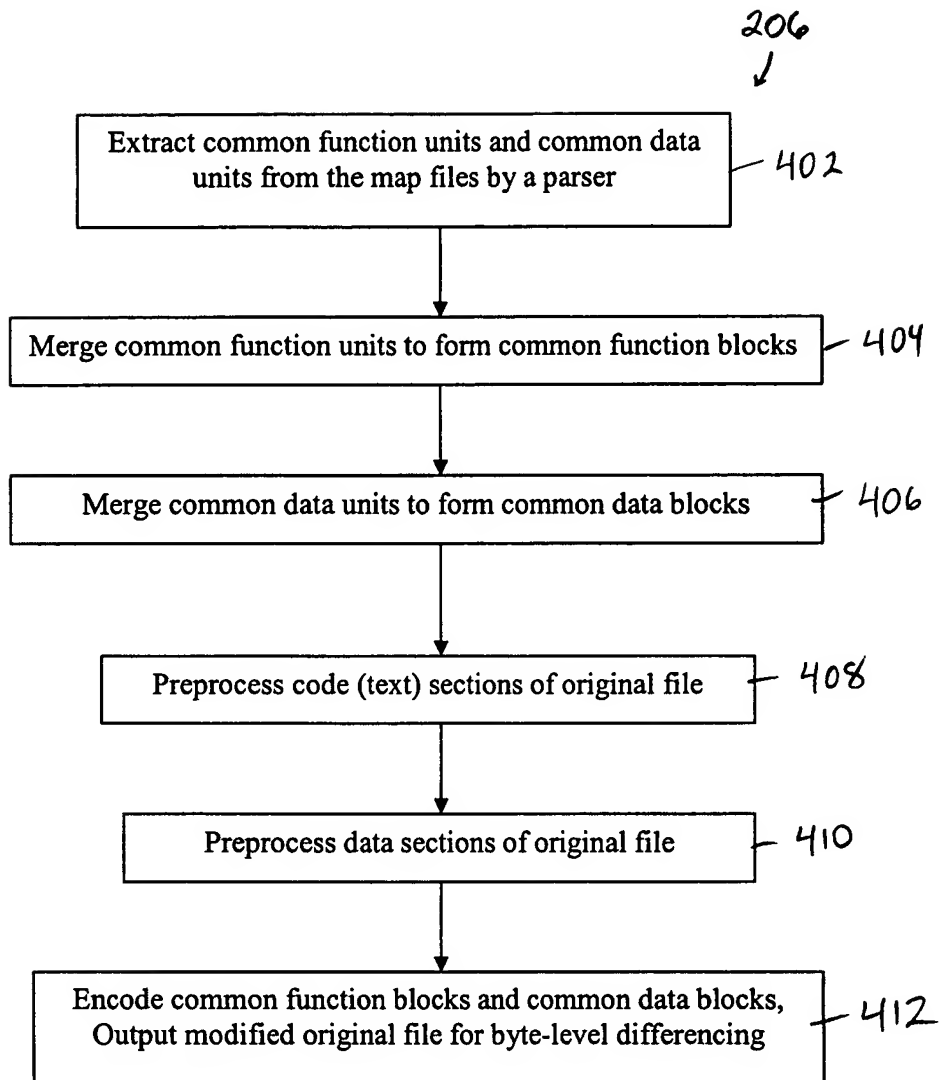 206
Extract common function units and common data
units from the map files by a parser
402
Merge common function units to form common function blocks
404
Merge common data units to form common data blocks
406
Preprocess code (text) sections of original file
408
Preprocess data sections of original file
410
Encode common function blocks and common data blocks,
Output modified original file for byte-level differencing
412